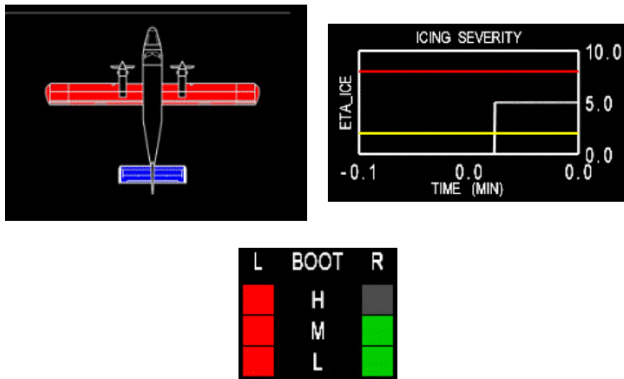 ICING SEVERITY
10.0
ETA_ICE
5.0
0.0
-0.1 0.0 0.0
TIME (MIN)
L BOOT R
H
M
L